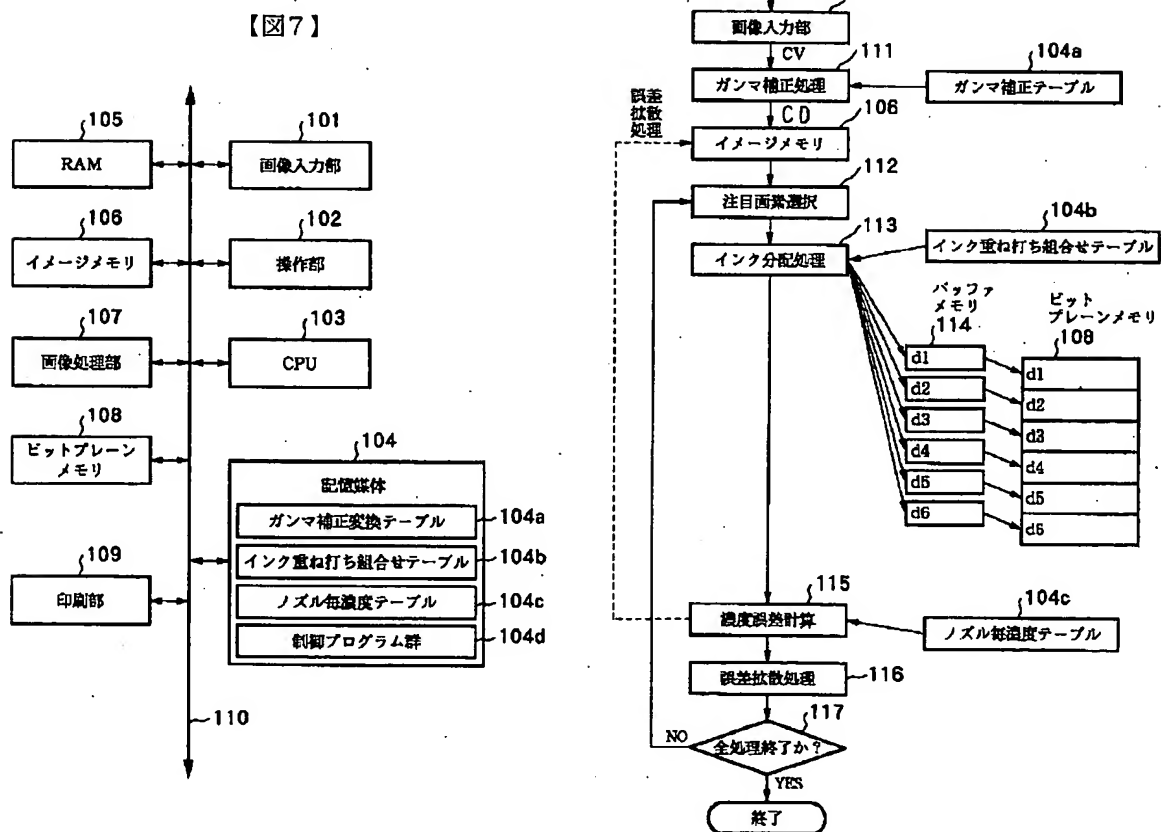 【図7】
105
RAM
101
画像入力部
106
イメージメモリ
102
操作部
107
画像処理部
103
CPU
108
ビットプレーン
メモリ
104
記憶媒体
ガンマ補正変換テーブル
104a
インク重ね打ち組合せテーブル
104b
ノズル毎濃度テーブル
104c
制御プログラム群
104d
109
印刷部
110
画像入力部
CV
111
ガンマ補正処理
104a
ガンマ補正テーブル
誤差
拡散
処理
CD
106
イメージメモリ
112
注目画素選択
113
インク分配処理
104b
インク重ね打ち組合せテーブル
バッファ
メモリ
114
ビット
プレーンメモリ
108
d1
d2
d3
d4
d5
d6
d1
d2
d3
d4
d5
d6
115
濃度誤差計算
104c
ノズル毎濃度テーブル
誤差拡散処理
116
117
全処理終了か?
NO
YES
終了